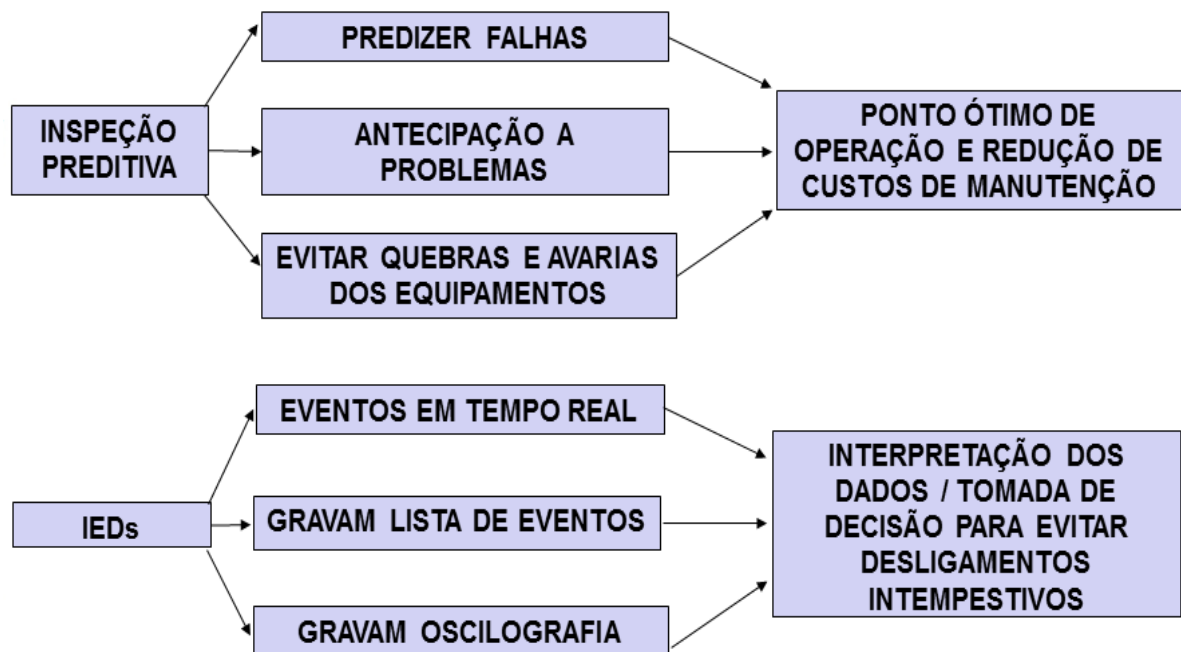 PREDIZER FALHAS
INSPEÇÃO
PREDITIVA
ANTECIPAÇÃO A
PROBLEMAS
EVITAR QUEBRAS E AVARIAS
DOS EQUIPAMENTOS
PONTO ÓTIMO DE
OPERAÇÃO E REDUÇÃO DE
CUSTOS DE MANUTENÇÃO
EVENTOS EM TEMPO REAL
IEDs
GRAVAM LISTA DE EVENTOS
GRAVAM OSCILOGRAFIA
INTERPRETAÇÃO DOS
DADOS / TOMADA DE
DECISÃO PARA EVITAR
DESLIGAMENTOS
INTEMPESTIVOS